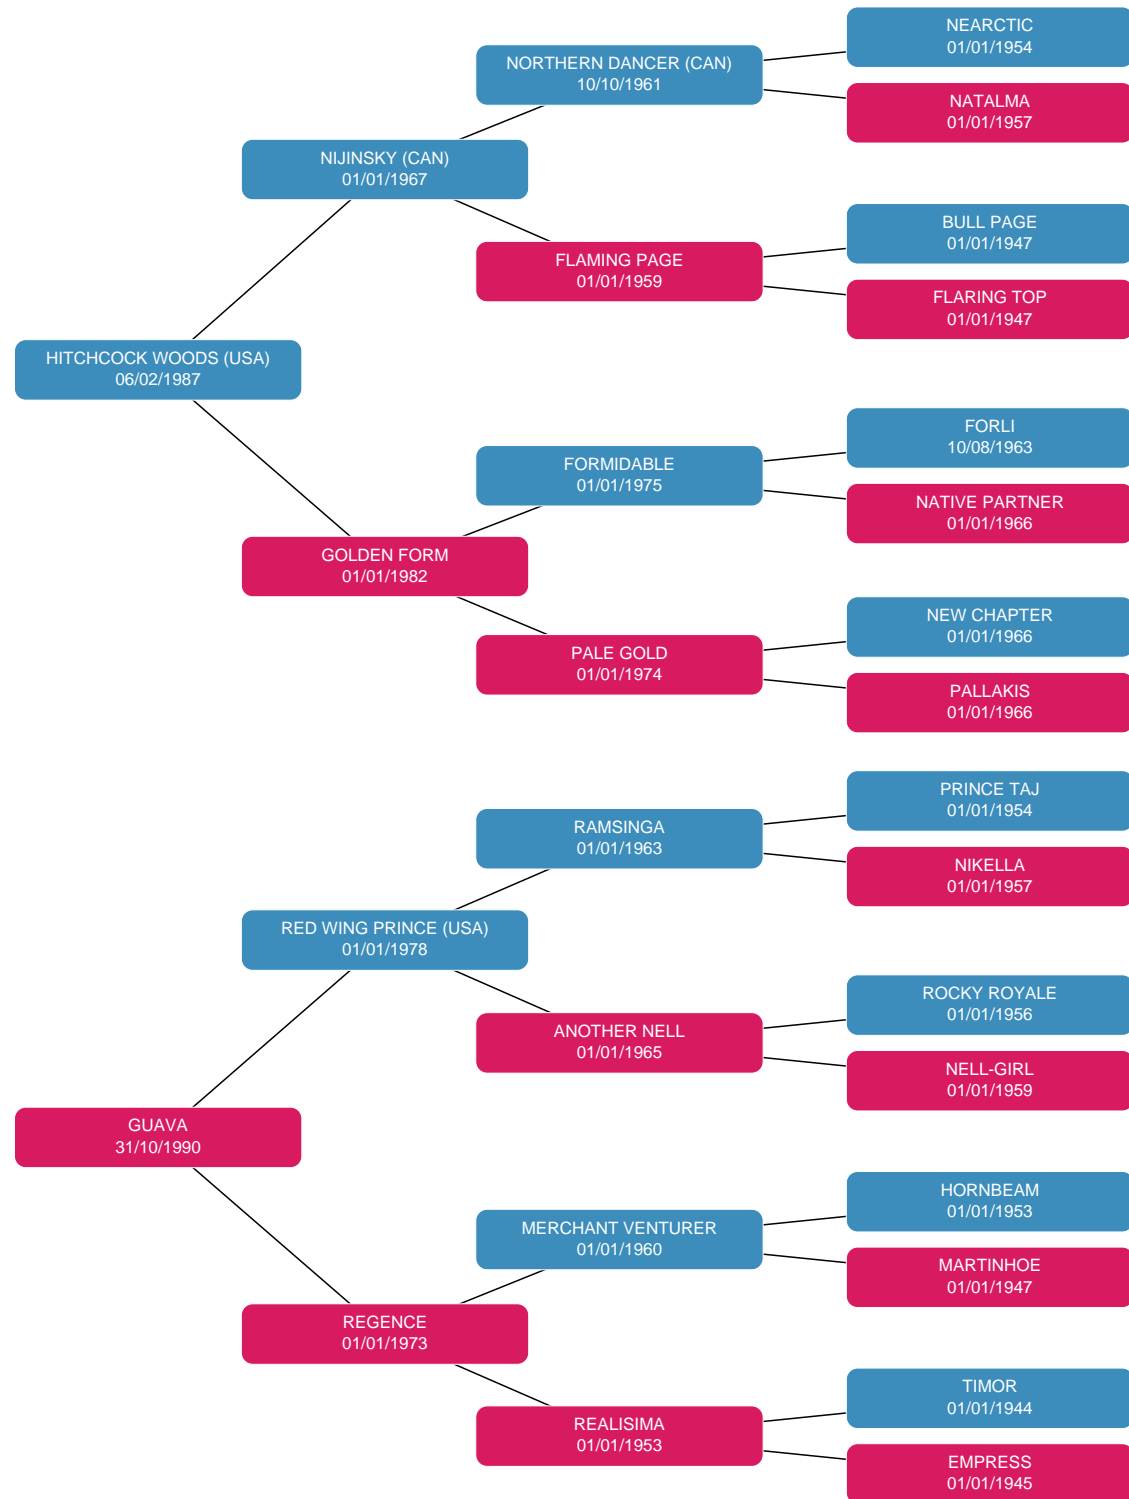 NEARCTIC
01/01/1954
NORTHERN DANCER (CAN)
10/10/1961
NATALMA
01/01/1957
NIJINSKY (CAN)
01/01/1967
BULL PAGE
01/01/1947
FLAMING PAGE
01/01/1959
FLARING TOP
01/01/1947
HITCHCOCK WOODS (USA)
06/02/1987
FORLI
10/08/1963
FORMIDABLE
01/01/1975
NATIVE PARTNER
01/01/1966
GOLDEN FORM
01/01/1982
NEW CHAPTER
01/01/1966
PALE GOLD
01/01/1974
PALLAKIS
01/01/1966
PRINCE TAJ
01/01/1954
RAMSINGA
01/01/1963
NIKELLA
01/01/1957
RED WING PRINCE (USA)
01/01/1978
ROCKY ROYALE
01/01/1956
ANOTHER NELL
01/01/1965
NELL-GIRL
01/01/1959
GUAVA
31/10/1990
HORNBEAM
01/01/1953
MERCHANT VENTURER
01/01/1960
MARTINHOE
01/01/1947
REGENCE
01/01/1973
TIMOR
01/01/1944
REALISIMA
01/01/1953
EMPRESS
01/01/1945